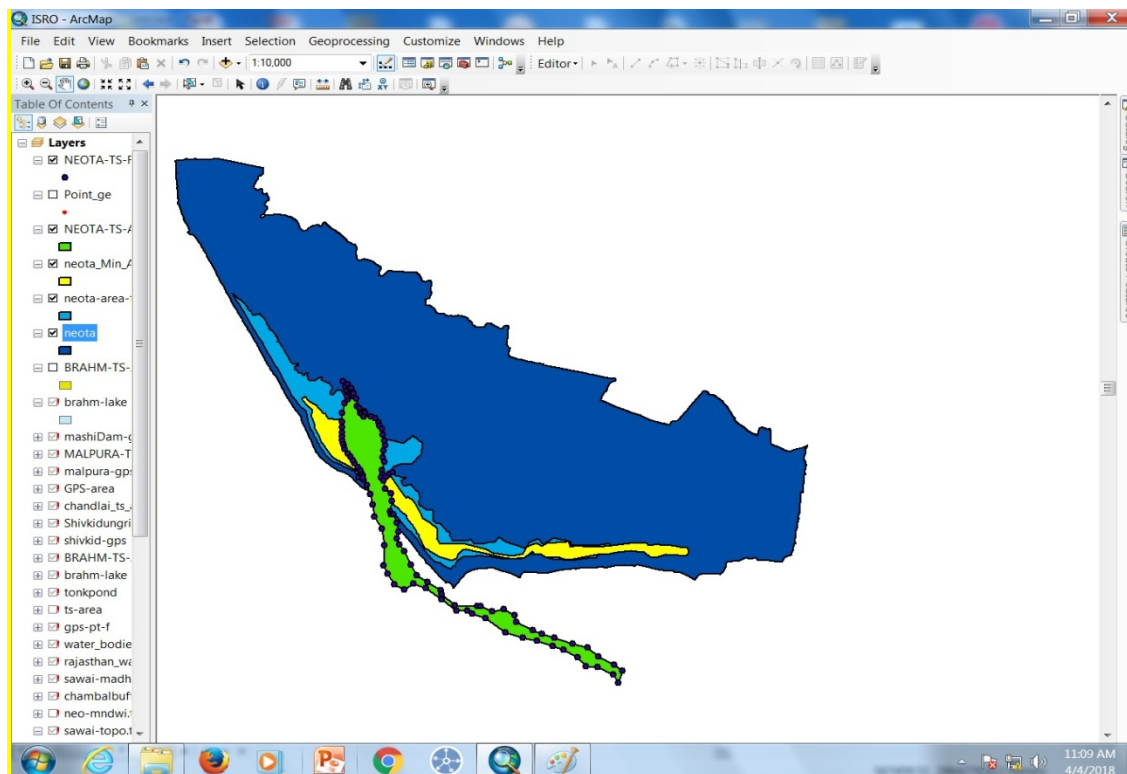 ISRO - ArcMap
File Edit View Bookmarks Insert Selection Geoprocessing Customize Windows Help
1:10,000 Editor
Table Of Contents
Layers
NEOTA-TS-F
Point_ge
NEOTA-TS-A
neota_Min_A
neota-area-
neota
BRAHM-TS-
brahm-lake
mashiDam-g
MALPURA-T
malpura-gps
GPS-area
chandlai_ts_
Shivkidungri
shivkid-gps
BRAHM-TS-
brahm-lake
tonkpond
ts-area
gps-pt-f
water_bodie
rajasthan_wa
sawai-madh
chambalbuf
neo-mndwi.
sawai-topo.t
11:09 AM
4/4/2018